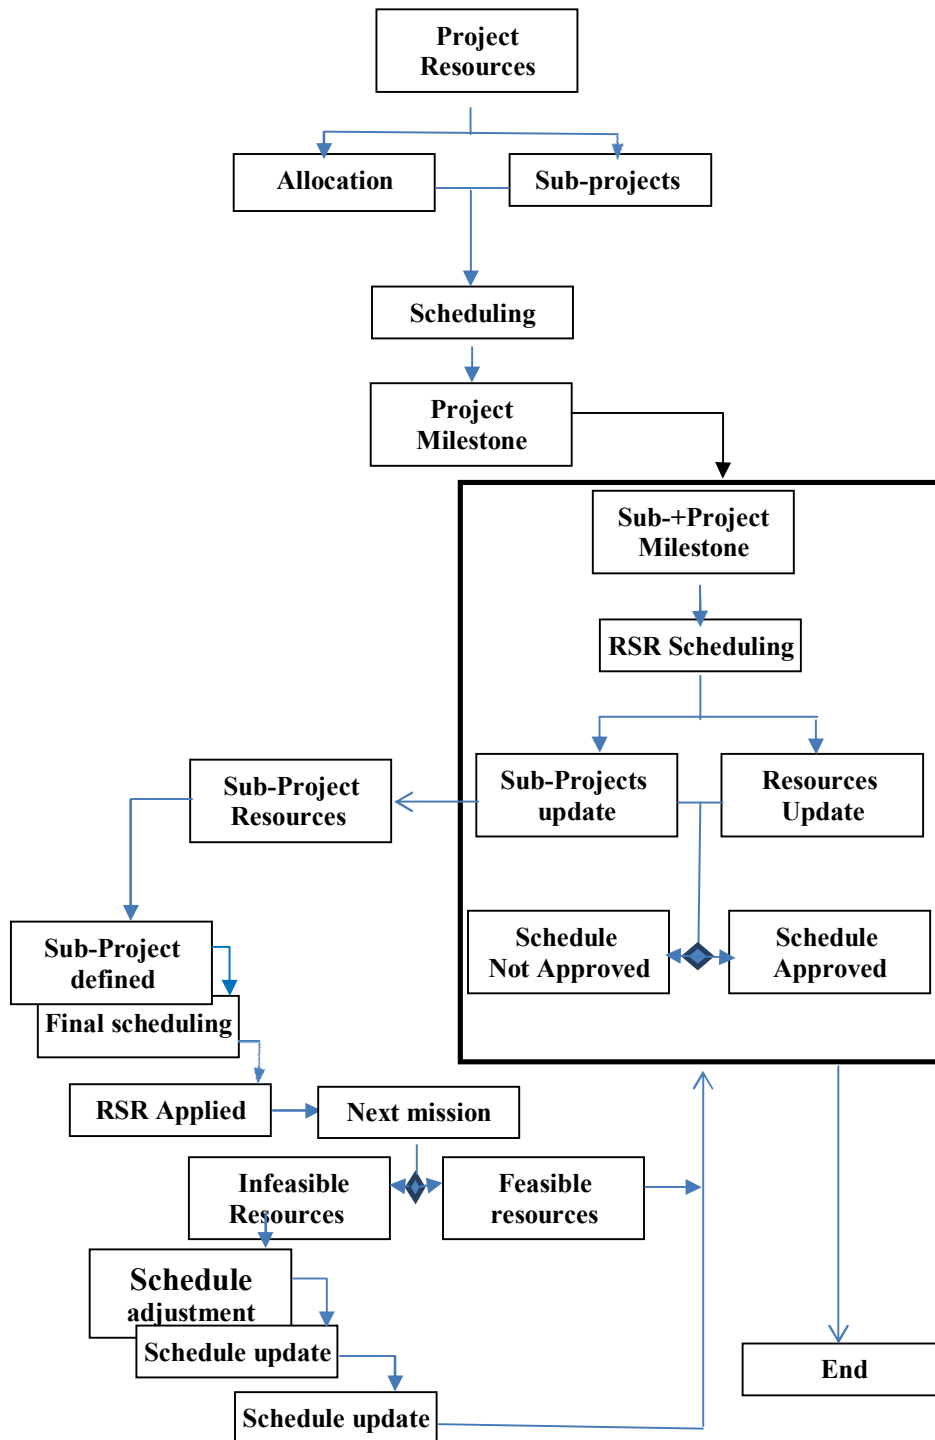 Project
Resources
Allocation
Sub-projects
Scheduling
Project
Milestone
Sub-+Project
Milestone
RSR Scheduling
Sub-Projects
update
Resources
Update
Sub-Project
Resources
Schedule
Not Approved
Schedule
Approved
Sub-Project
defined
Final scheduling
RSR Applied
Next mission
Infeasible
Resources
Feasible
resources
Schedule
adjustment
Schedule update
Schedule update
End